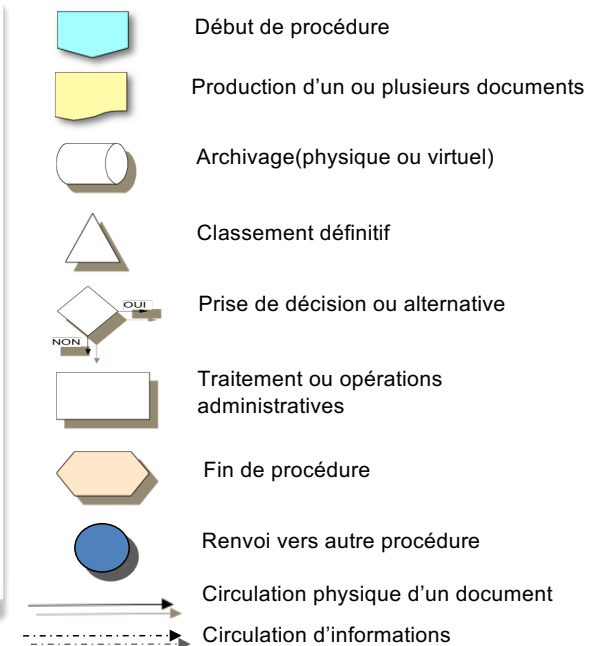 Début de procédure
Production d'un ou plusieurs documents
Archivage(physique ou virtuel)
Classement définitif
OUI
Prise de décision ou alternative
NON
Traitement ou opérations
administratives
Fin de procédure
Renvoi vers autre procédure
Circulation physique d'un document
Circulation d'informations